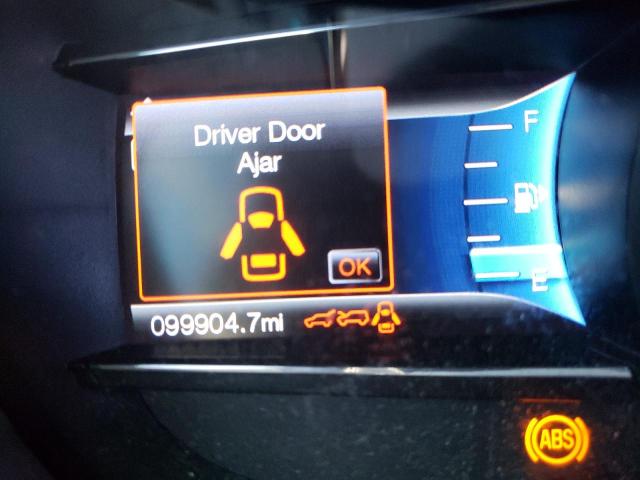 Driver Door
Ajar
OK
F
E
099904.7mi
ABS